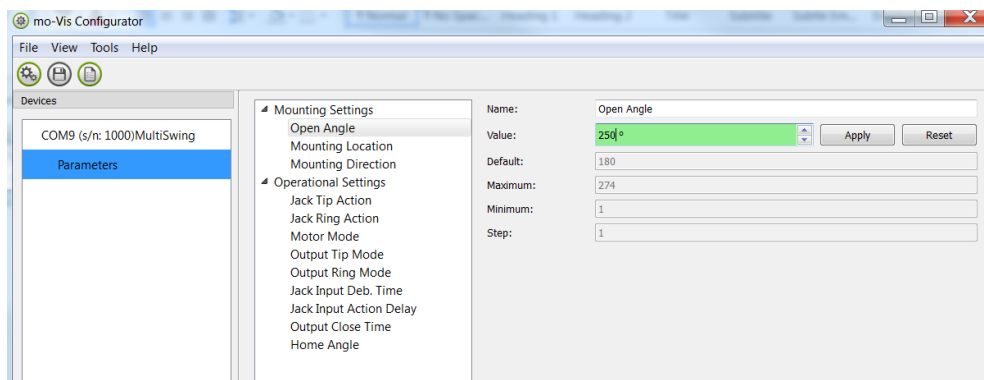 mo-Vis Configurator
File View Tools Help
Devices
COM9 (s/n: 1000)MultiSwing
Parameters
Mounting Settings
Open Angle
Mounting Location
Mounting Direction
Operational Settings
Jack Tip Action
Jack Ring Action
Motor Mode
Output Tip Mode
Output Ring Mode
Jack Input Deb. Time
Jack Input Action Delay
Output Close Time
Home Angle
Name: Open Angle
Value: 250 º Apply Reset
Default: 180
Maximum: 274
Minimum: 1
Step: 1